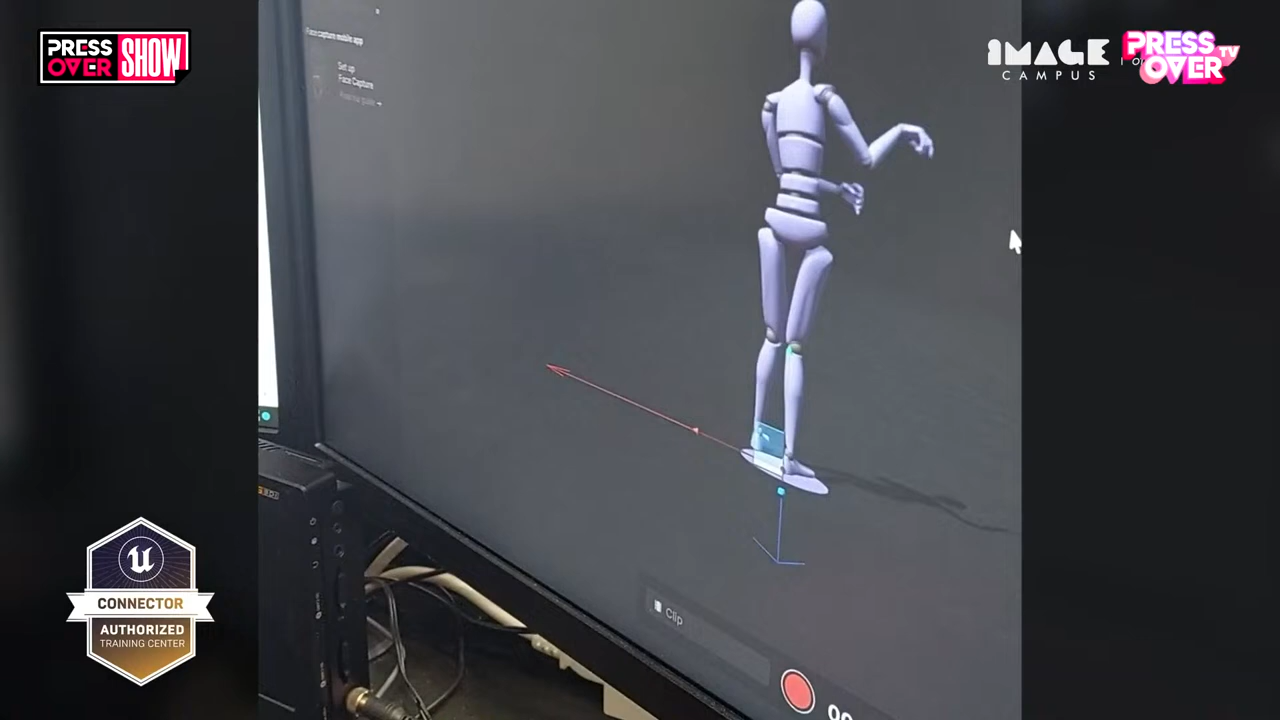 PRESS
OVER
SHOW
IMAGE
CAMPUS
PRESS
OVER TV
Face capture mobile app
Set up
Face Capture
Clip
CONNECTOR
AUTHORIZED
TRAINING CENTER